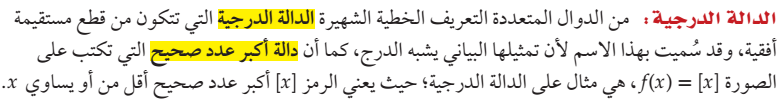 الدالة الدرجية: من الدوال المتعددة التعريف الخطية الشهيرة الدالة الدرجية التي تتكون من قطع مستقيمة
أفقية، وقد سُميت بهذا الاسم لأن تمثيلها البياني يشبه الدرج، كما أن دالة أكبر عدد صحيح التي تكتب على
الصورة f(x) = [x]، هي مثال على الدالة الدرجية؛ حيث يعني الرمز [x] أكبر عدد صحيح أقل من أو يساوي x.